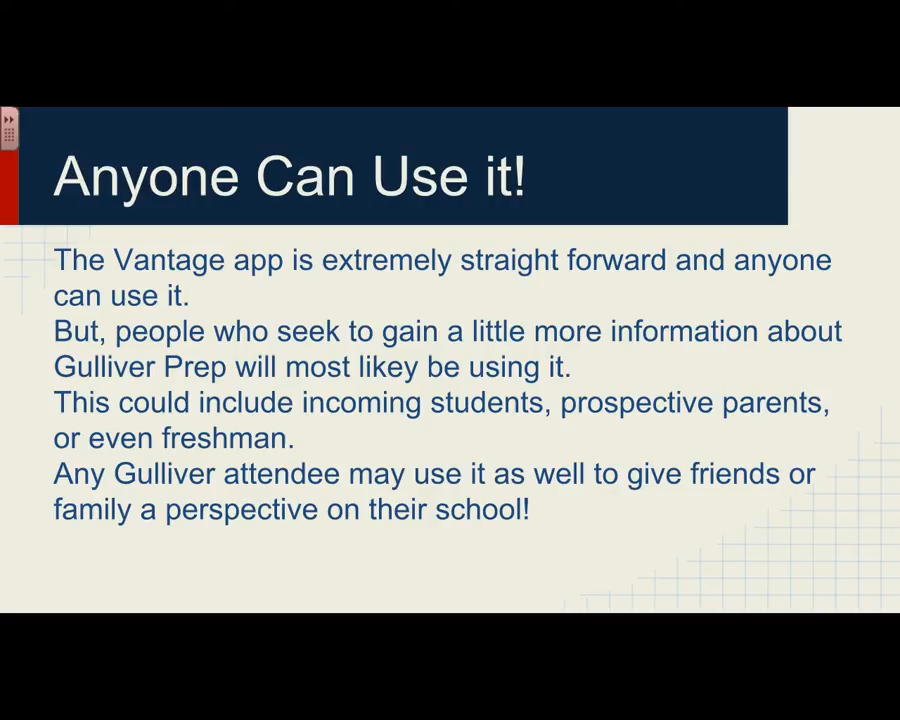 Anyone Can Use it!
The Vantage app is extremely straight forward and anyone
can use it.
But, people who seek to gain a little more information about
Gulliver Prep will most likey be using it.
This could include incoming students, prospective parents,
or even freshman.
Any Gulliver attendee may use it as well to give friends or
family a perspective on their school!